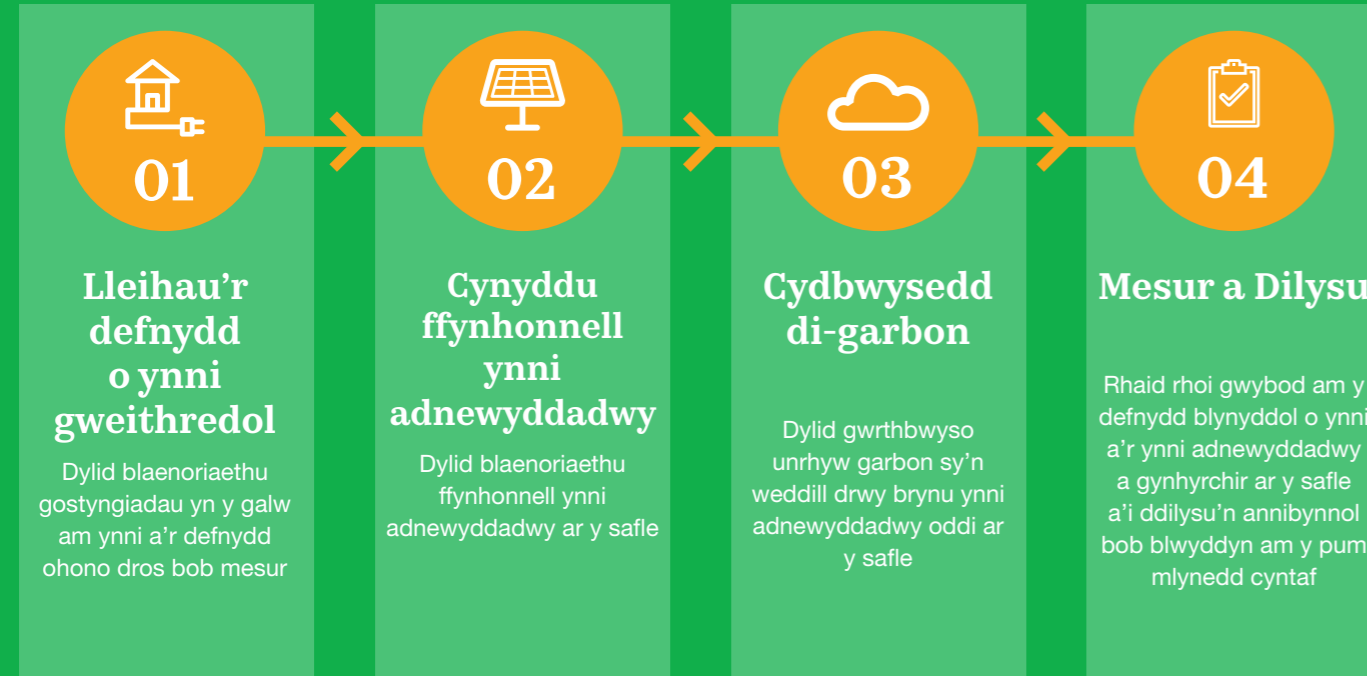 01
Lleihau’r
defnydd
o ynni
gweithredol
Dylid blaenoriaethu
gostyngiadau yn y galw
am ynni a’r defnydd
ohono dros bob mesur
02
Cynyddu
ffynhonnell
ynni
adnewyddadwy
Dylid blaenoriaethu
ffynhonnell ynni
adnewyddadwy ar y safle
03
Cydbwysedd
di-garbon
Dylid gwrthbwyso
unrhyw garbon sy’n
weddill drwy brynu ynni
adnewyddadwy oddi ar
y safle
04
Mesur a Dilysu
Rhaid rhoi gwybod am y
defnydd blynyddol o ynni
a’r ynni adnewyddadwy
a gynhyrchir ar y safle
a’i ddilysu’n annibynnol
bob blwyddyn am y pum
mlynedd cyntaf